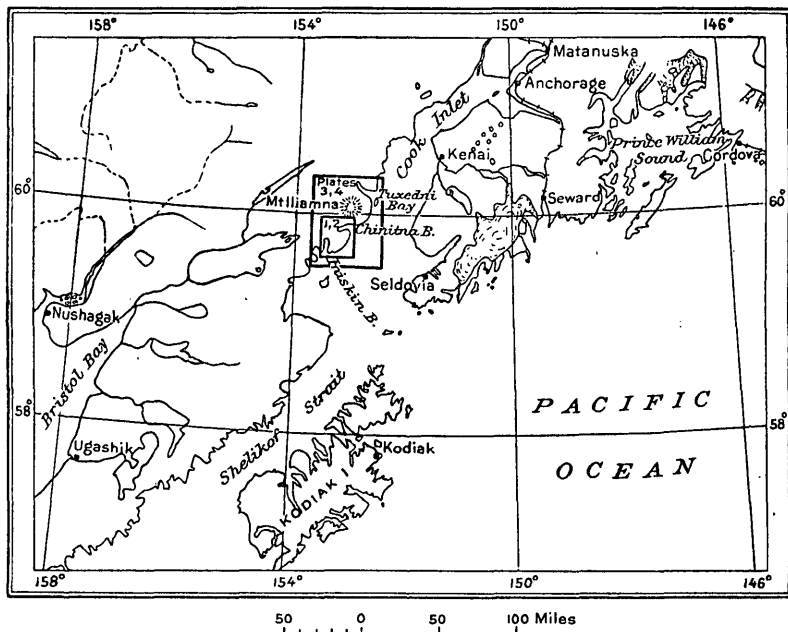 158° 154° 150° 146°
Matanuska
Anchorage
Cook Inlet
Prince William
Sound
Cordova
Kenai
60° 60°
Plates
3,4
Tuxedni
Bay
Mt Iliamna
Seward
1,2
Chinitna B.
Iniskin B.
Seldovia
Nushagak
Bristol Bay
Strait
Shelikof
58° 58°
PACIFIC
OCEAN
Ugashik
Kodiak
KODIAK I
158° 154° 150° 146°
50 0 50 100 Miles